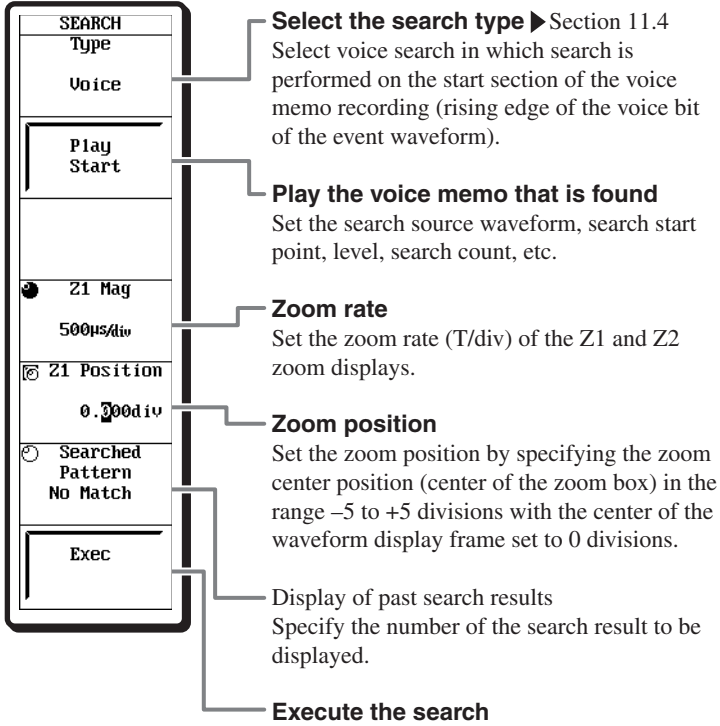 SEARCH
Type
Voice
Play
Start
Z1 Mag
500µs/div
Z1 Position
0.000div
Searched
Pattern
No Match
Exec
Select the search type ▶ Section 11.4
Select voice search in which search is
performed on the start section of the voice
memo recording (rising edge of the voice bit
of the event waveform).
Play the voice memo that is found
Set the search source waveform, search start
point, level, search count, etc.
Zoom rate
Set the zoom rate (T/div) of the Z1 and Z2
zoom displays.
Zoom position
Set the zoom position by specifying the zoom
center position (center of the zoom box) in the
range –5 to +5 divisions with the center of the
waveform display frame set to 0 divisions.
Display of past search results
Specify the number of the search result to be
displayed.
Execute the search